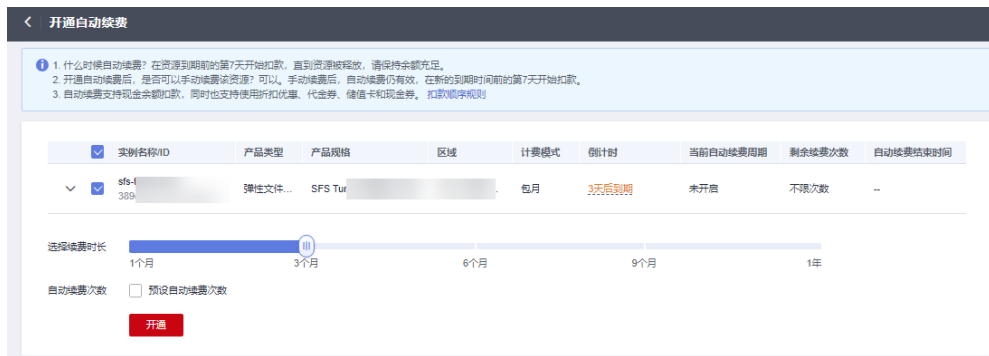 开通自动续费
1. 什么时候自动续费？在资源到期前的第7天开始扣款，直到资源被释放，请保持余额充足。
2. 开通自动续费后，是否可以手动续费该资源？可以。手动续费后，自动续费仍有效，在新的到期时间前的第7天开始扣款。
3. 自动续费支持现金余额扣款，同时也支持使用折扣优惠、代金券、储值卡和现金券。 扣款顺序规则
实例名称/ID 产品类型 产品规格 区域 计费模式 倒计时 当前自动续费周期 剩余续费次数 自动续费结束时间
sfs-t 弹性文件... SFS Tur 包月 3天后到期 未开启 不限次数 --
389
选择续费时长
1个月 3个月 6个月 9个月 1年
自动续费次数 预设自动续费次数
开通